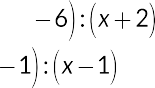 − 6) : (x + 2)
− 1) : (x − 1)